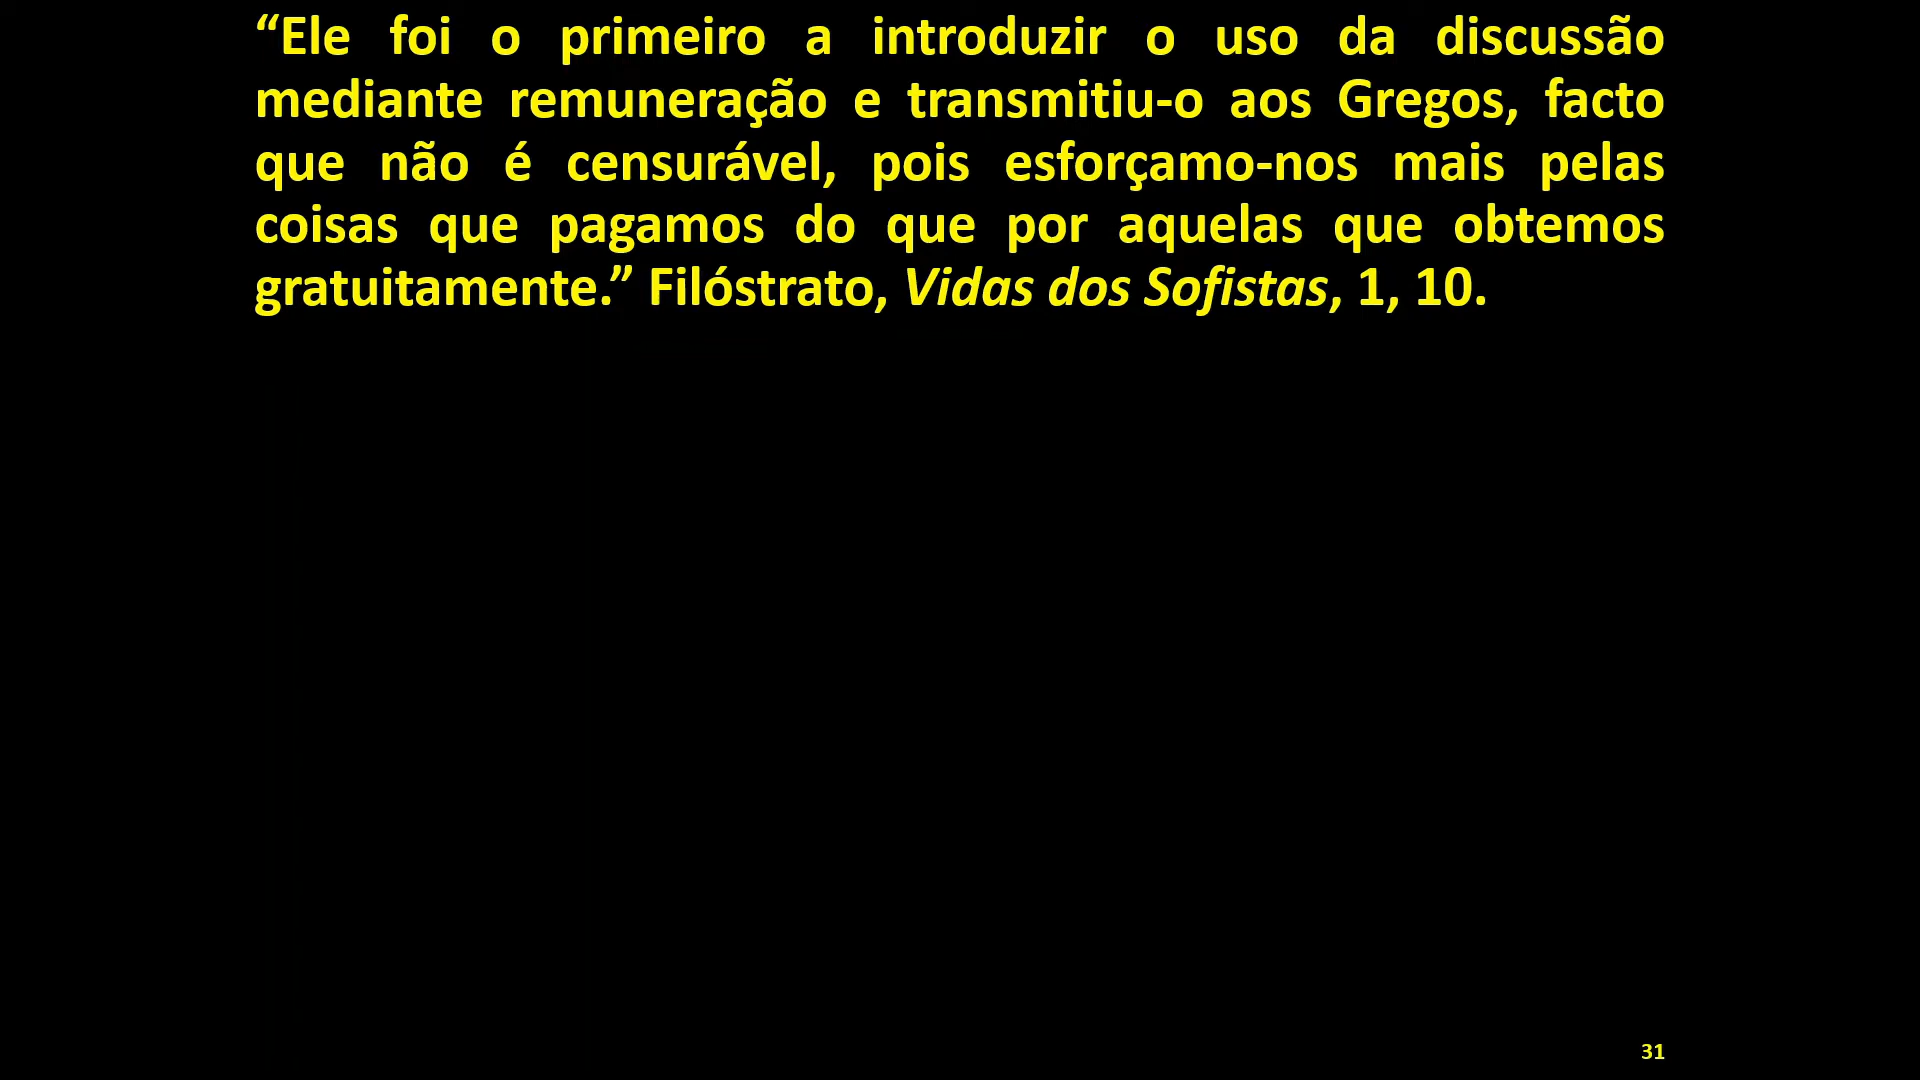 “Ele foi o primeiro a introduzir o uso da discussão
mediante remuneração e transmitiu-o aos Gregos, facto
que não é censurável, pois esforçamo-nos mais pelas
coisas que pagamos do que por aquelas que obtemos
gratuitamente.” Filóstrato, Vidas dos Sofistas, 1, 10.
31